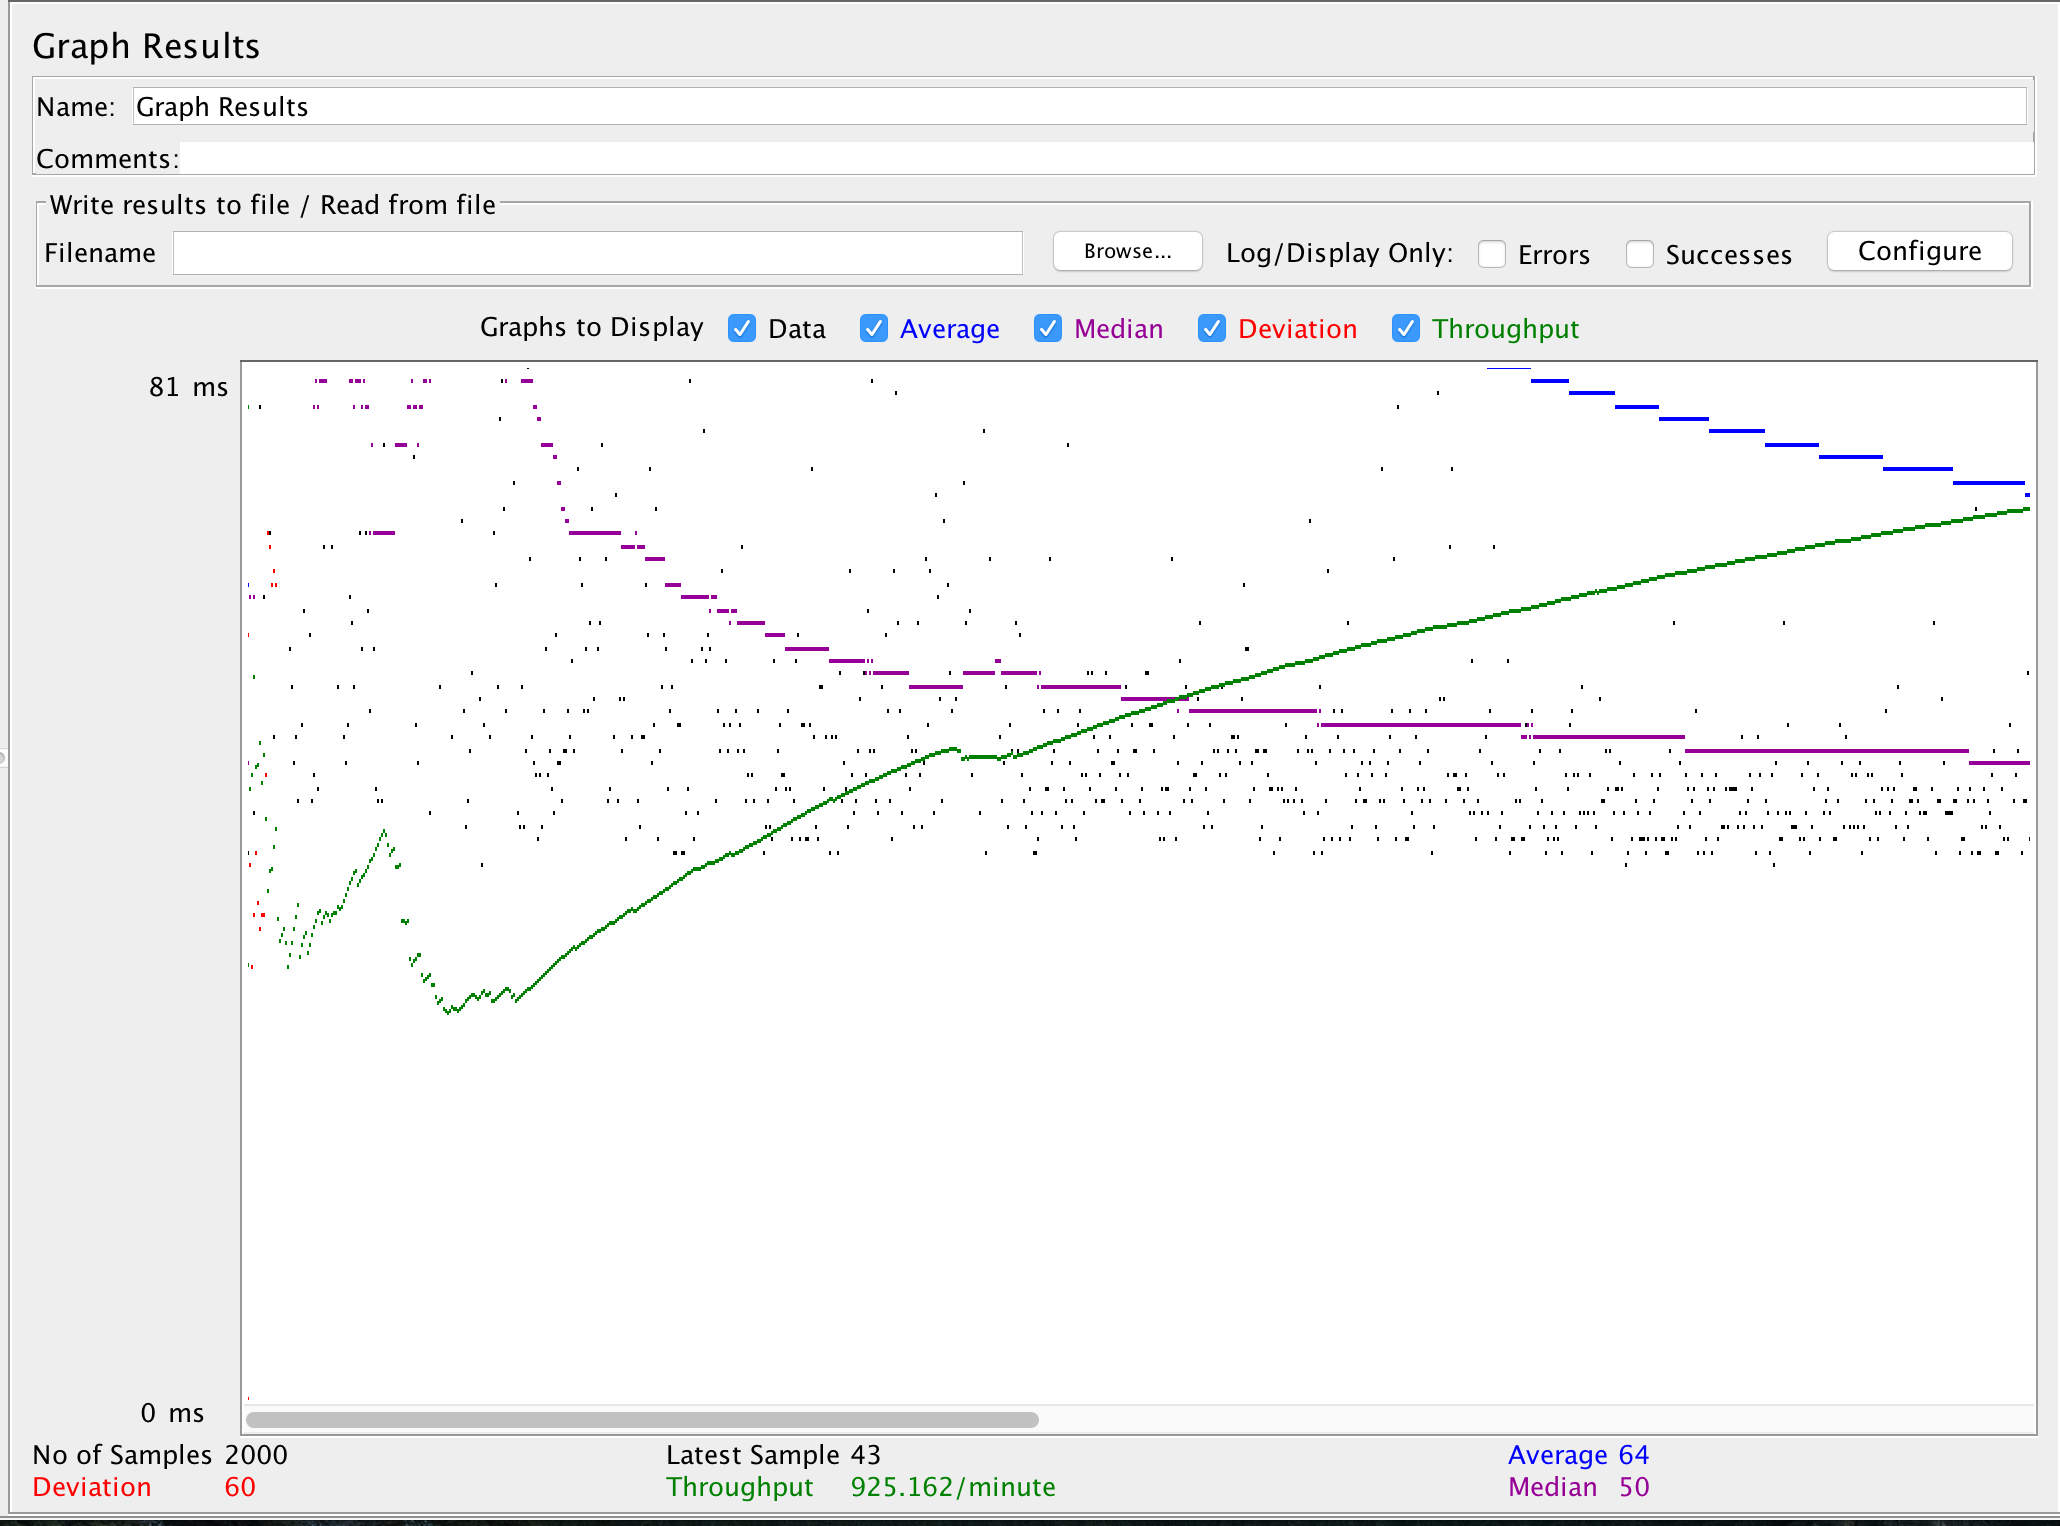 Graph Results
Name: Graph Results
Comments:
Write results to file / Read from file
Filename Browse... Log/Display Only: Errors Successes Configure
Graphs to Display Data Average Median Deviation Throughput
81 ms
0 ms
No of Samples 2000 Latest Sample 43 Average 64
Deviation 60 Throughput 925.162/minute Median 50